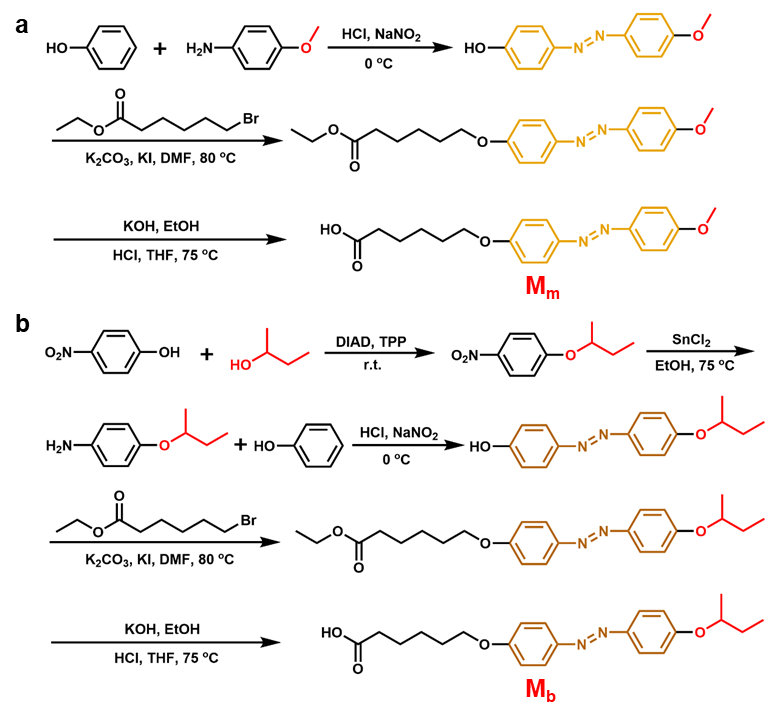 a
HO + H₂N O HCl, NaNO₂ HO N N O
0 ºC
O
O Br O O N N O
K₂CO₃, KI, DMF, 80 ºC O
KOH, EtOH HO O N N O
HCl, THF, 75 ºC O
Mₘ
b
O₂N OH + HO DIAD, TPP O₂N O SnCl₂
r.t. EtOH, 75 ºC
H₂N O + HO HCl, NaNO₂ HO N N O
0 ºC
O
O Br O O N N O
K₂CO₃, KI, DMF, 80 ºC O
KOH, EtOH HO O N N O
HCl, THF, 75 ºC O
M_b